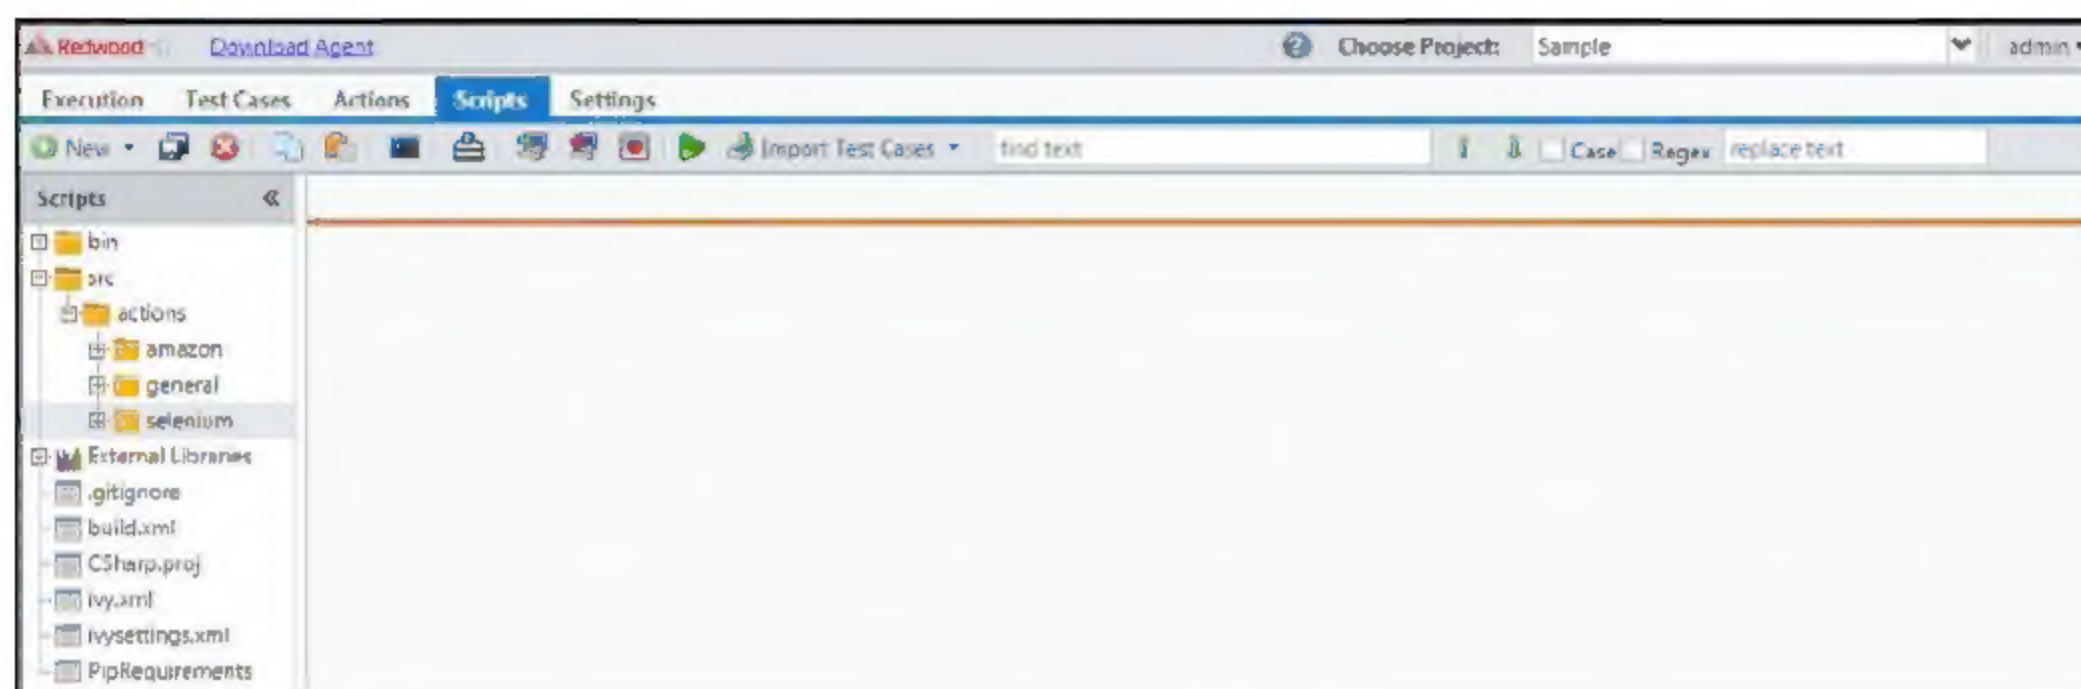 Redwood Download Agent Choose Project: Sample admin
Execution Test Cases Actions Scripts Settings
New Import Test Cases find text Case Regex replace text
Scripts
bin
src
actions
amazon
general
selenium
External Libraries
.gitignore
build.xml
CSharp.proj
ivy.xml
ivysettings.xml
PipRequirements